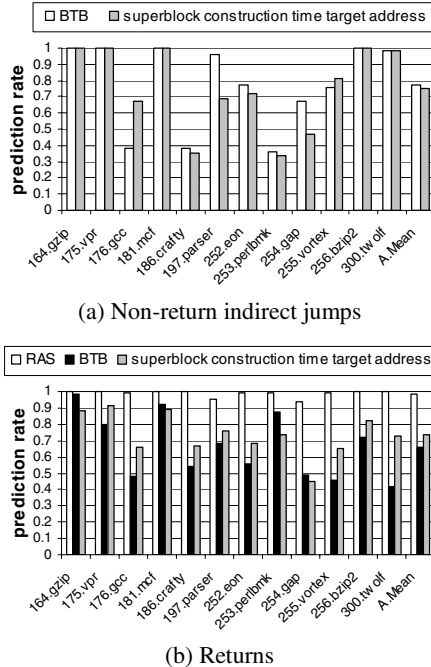 BTB superblock construction time target address
prediction rate
1
0.9
0.8
0.7
0.6
0.5
0.4
0.3
0.2
0.1
0
164.gzip
175.vpr
176.gcc
181.mcf
186.crafty
197.parser
252.eon
253.perlbmk
254.gap
255.vortex
256.bzip2
300.twolf
A.Mean
(a) Non-return indirect jumps
RAS BTB superblock construction time target address
prediction rate
1
0.9
0.8
0.7
0.6
0.5
0.4
0.3
0.2
0.1
0
164.gzip
175.vpr
176.gcc
181.mcf
186.crafty
197.parser
252.eon
253.perlbmk
254.gap
255.vortex
256.bzip2
300.twolf
A.Mean
(b) Returns